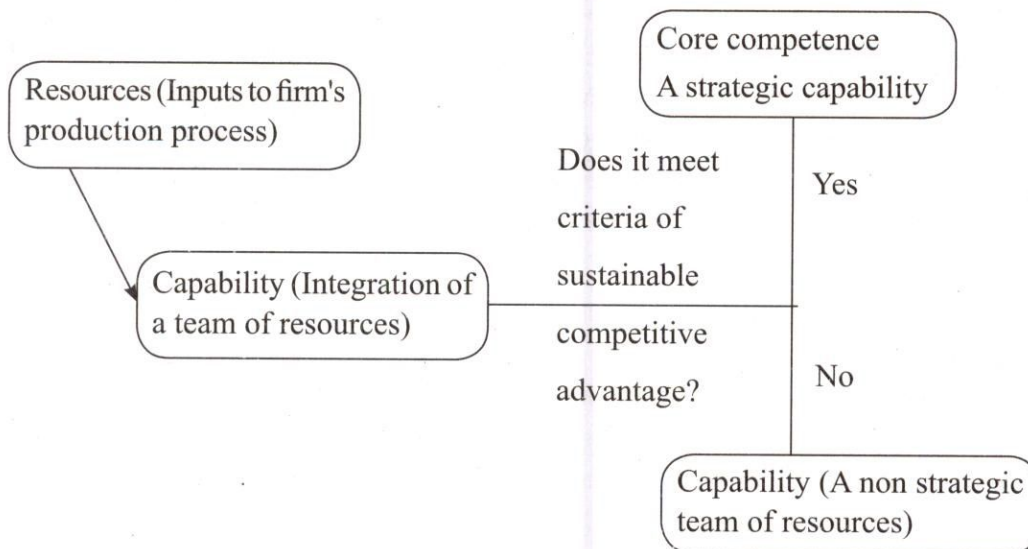 Resources (Inputs to firm's
production process)
Capability (Integration of
a team of resources)
Does it meet
criteria of
sustainable
competitive
advantage?
Core competence
A strategic capability
Yes
No
Capability (A non strategic
team of resources)